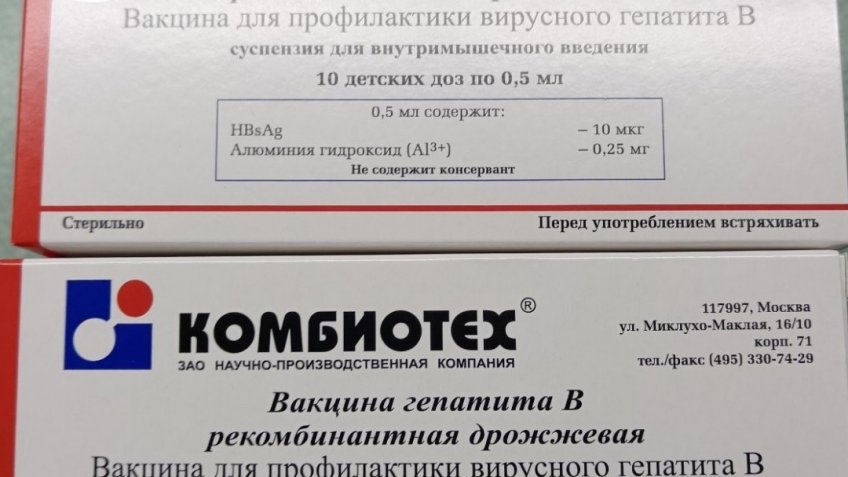 Вакцина для профилактики вирусного гепатита В
суспензия для внутримышечного введения
10 детских доз по 0,5 мл
0,5 мл содержит:
HBsAg – 10 мкг
Алюминия гидроксид (Al³⁺) – 0,25 мг
Не содержит консервант
Стерильно Перед употреблением встряхивать
КОМБИОТЕХ®
ЗАО НАУЧНО-ПРОИЗВОДСТВЕННАЯ КОМПАНИЯ
117997, Москва
ул. Миклухо-Маклая, 16/10
корп. 71
тел./факс (495) 330-74-29
Вакцина гепатита В
рекомбинантная дрожжевая
Вакцина для профилактики вирусного гепатита В